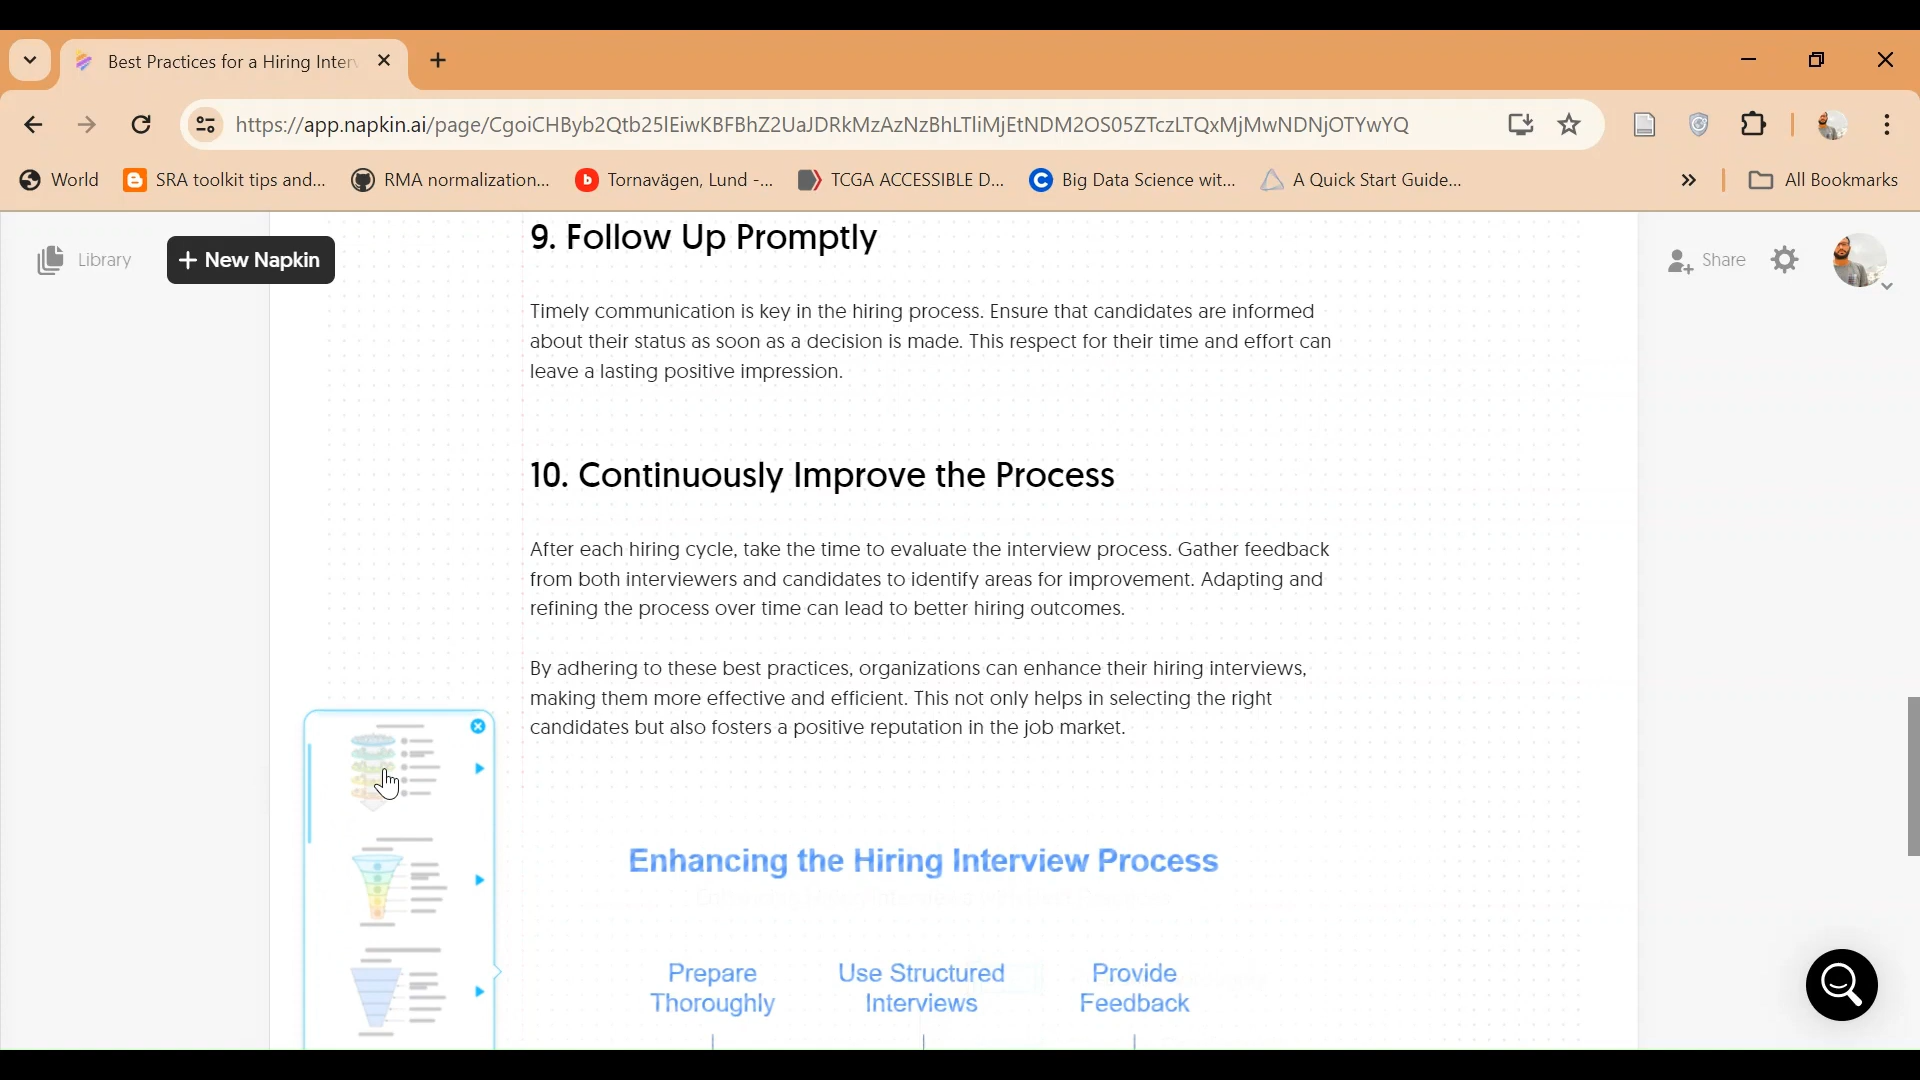 Best Practices for a Hiring Interv
https://app.napkin.ai/page/CgoiCHByb2Qtb25lEiwKBFBhZ2UaJDRkMzAzNzBhLTliMjEtNDM2OS05ZTczLTQxMjMwNDNjOTYwYQ
World
SRA toolkit tips and...
RMA normalization...
Tornavägen, Lund -...
TCGA ACCESSIBLE D...
Big Data Science wit...
A Quick Start Guide...
»
All Bookmarks
Library
+ New Napkin
Share
9. Follow Up Promptly
Timely communication is key in the hiring process. Ensure that candidates are informed
about their status as soon as a decision is made. This respect for their time and effort can
leave a lasting positive impression.
10. Continuously Improve the Process
After each hiring cycle, take the time to evaluate the interview process. Gather feedback
from both interviewers and candidates to identify areas for improvement. Adapting and
refining the process over time can lead to better hiring outcomes.
By adhering to these best practices, organizations can enhance their hiring interviews,
making them more effective and efficient. This not only helps in selecting the right
candidates but also fosters a positive reputation in the job market.
Enhancing the Hiring Interview Process
Prepare
Thoroughly
Use Structured
Interviews
Provide
Feedback